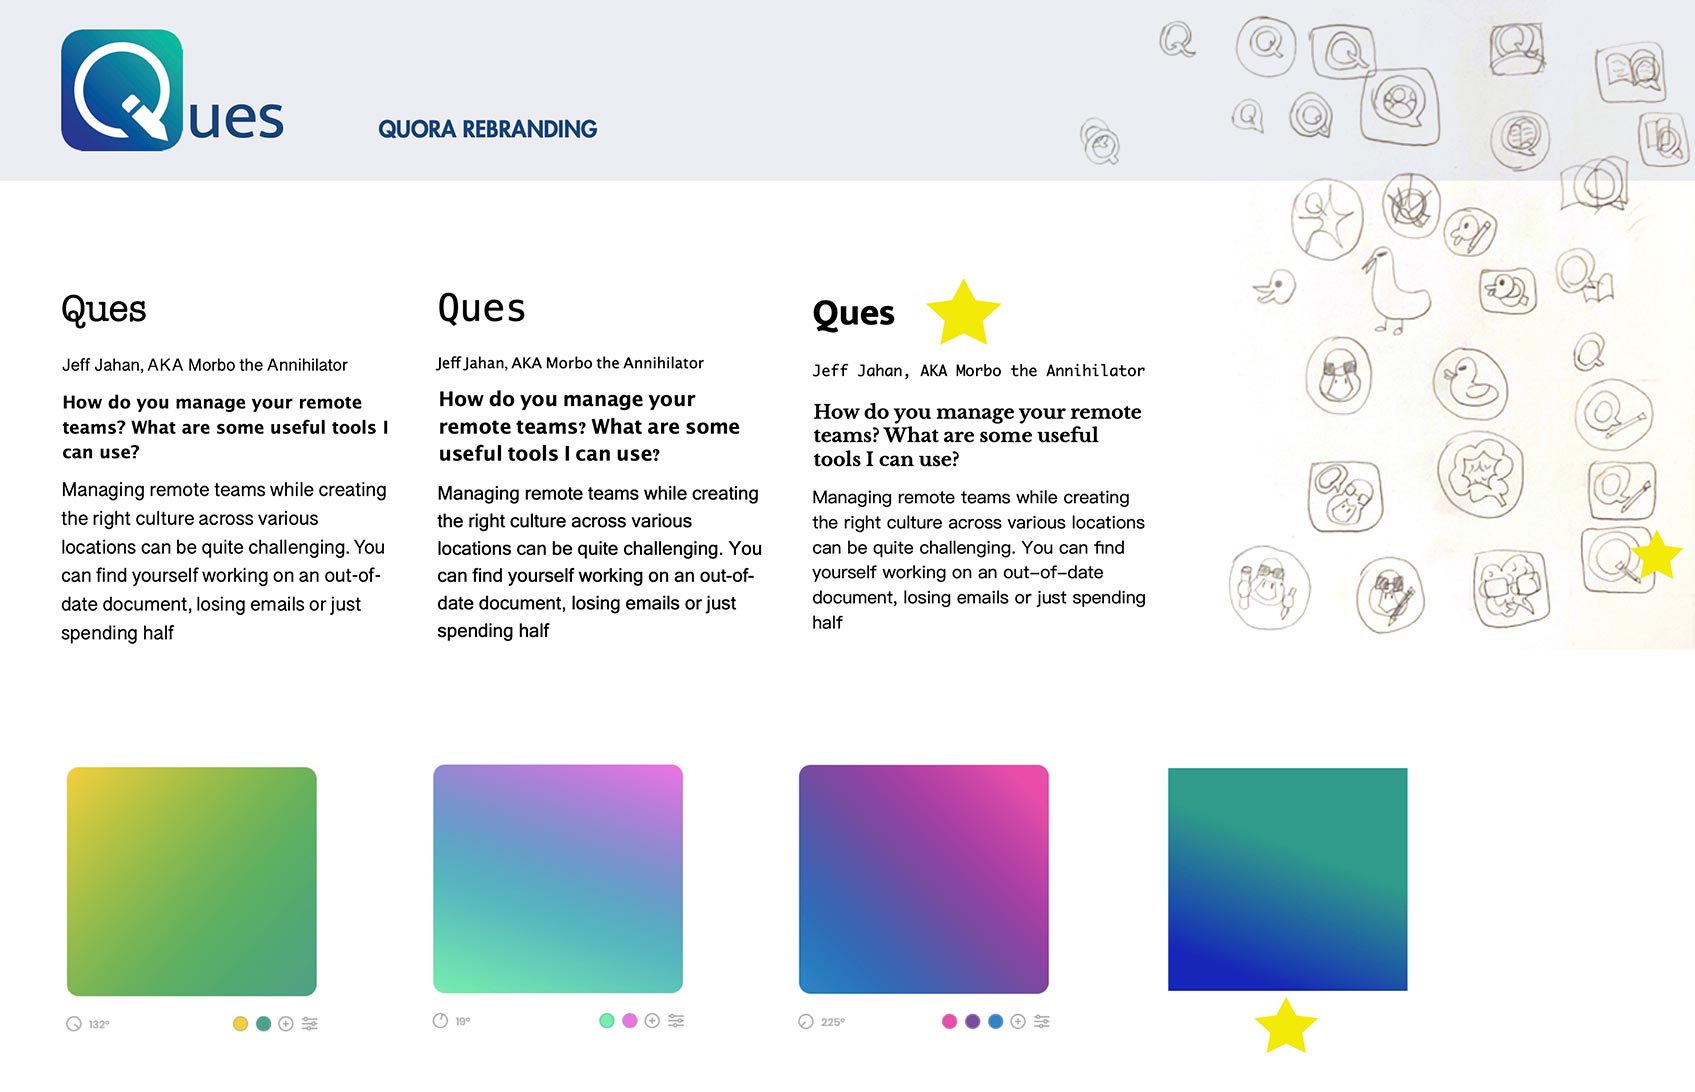 Ques
QUORA REBRANDING
Ques
Jeff Jahan, AKA Morbo the Annihilator
How do you manage your remote
teams? What are some useful tools I
can use?
Managing remote teams while creating
the right culture across various
locations can be quite challenging. You
can find yourself working on an out-of-
date document, losing emails or just
spending half
Ques
Jeff Jahan, AKA Morbo the Annihilator
How do you manage your
remote teams? What are some
useful tools I can use?
Managing remote teams while creating
the right culture across various
locations can be quite challenging. You
can find yourself working on an out-of-
date document, losing emails or just
spending half
Ques
Jeff Jahan, AKA Morbo the Annihilator
How do you manage your remote
teams? What are some useful
tools I can use?
Managing remote teams while creating
the right culture across various locations
can be quite challenging. You can find
yourself working on an out-of-date
document, losing emails or just spending
half
132°
19°
225°